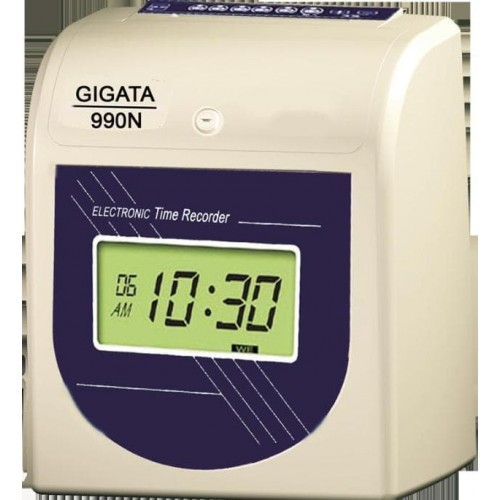 GIGATA
990N
ELECTRONIC Time Recorder
06
AM 10:30
WE